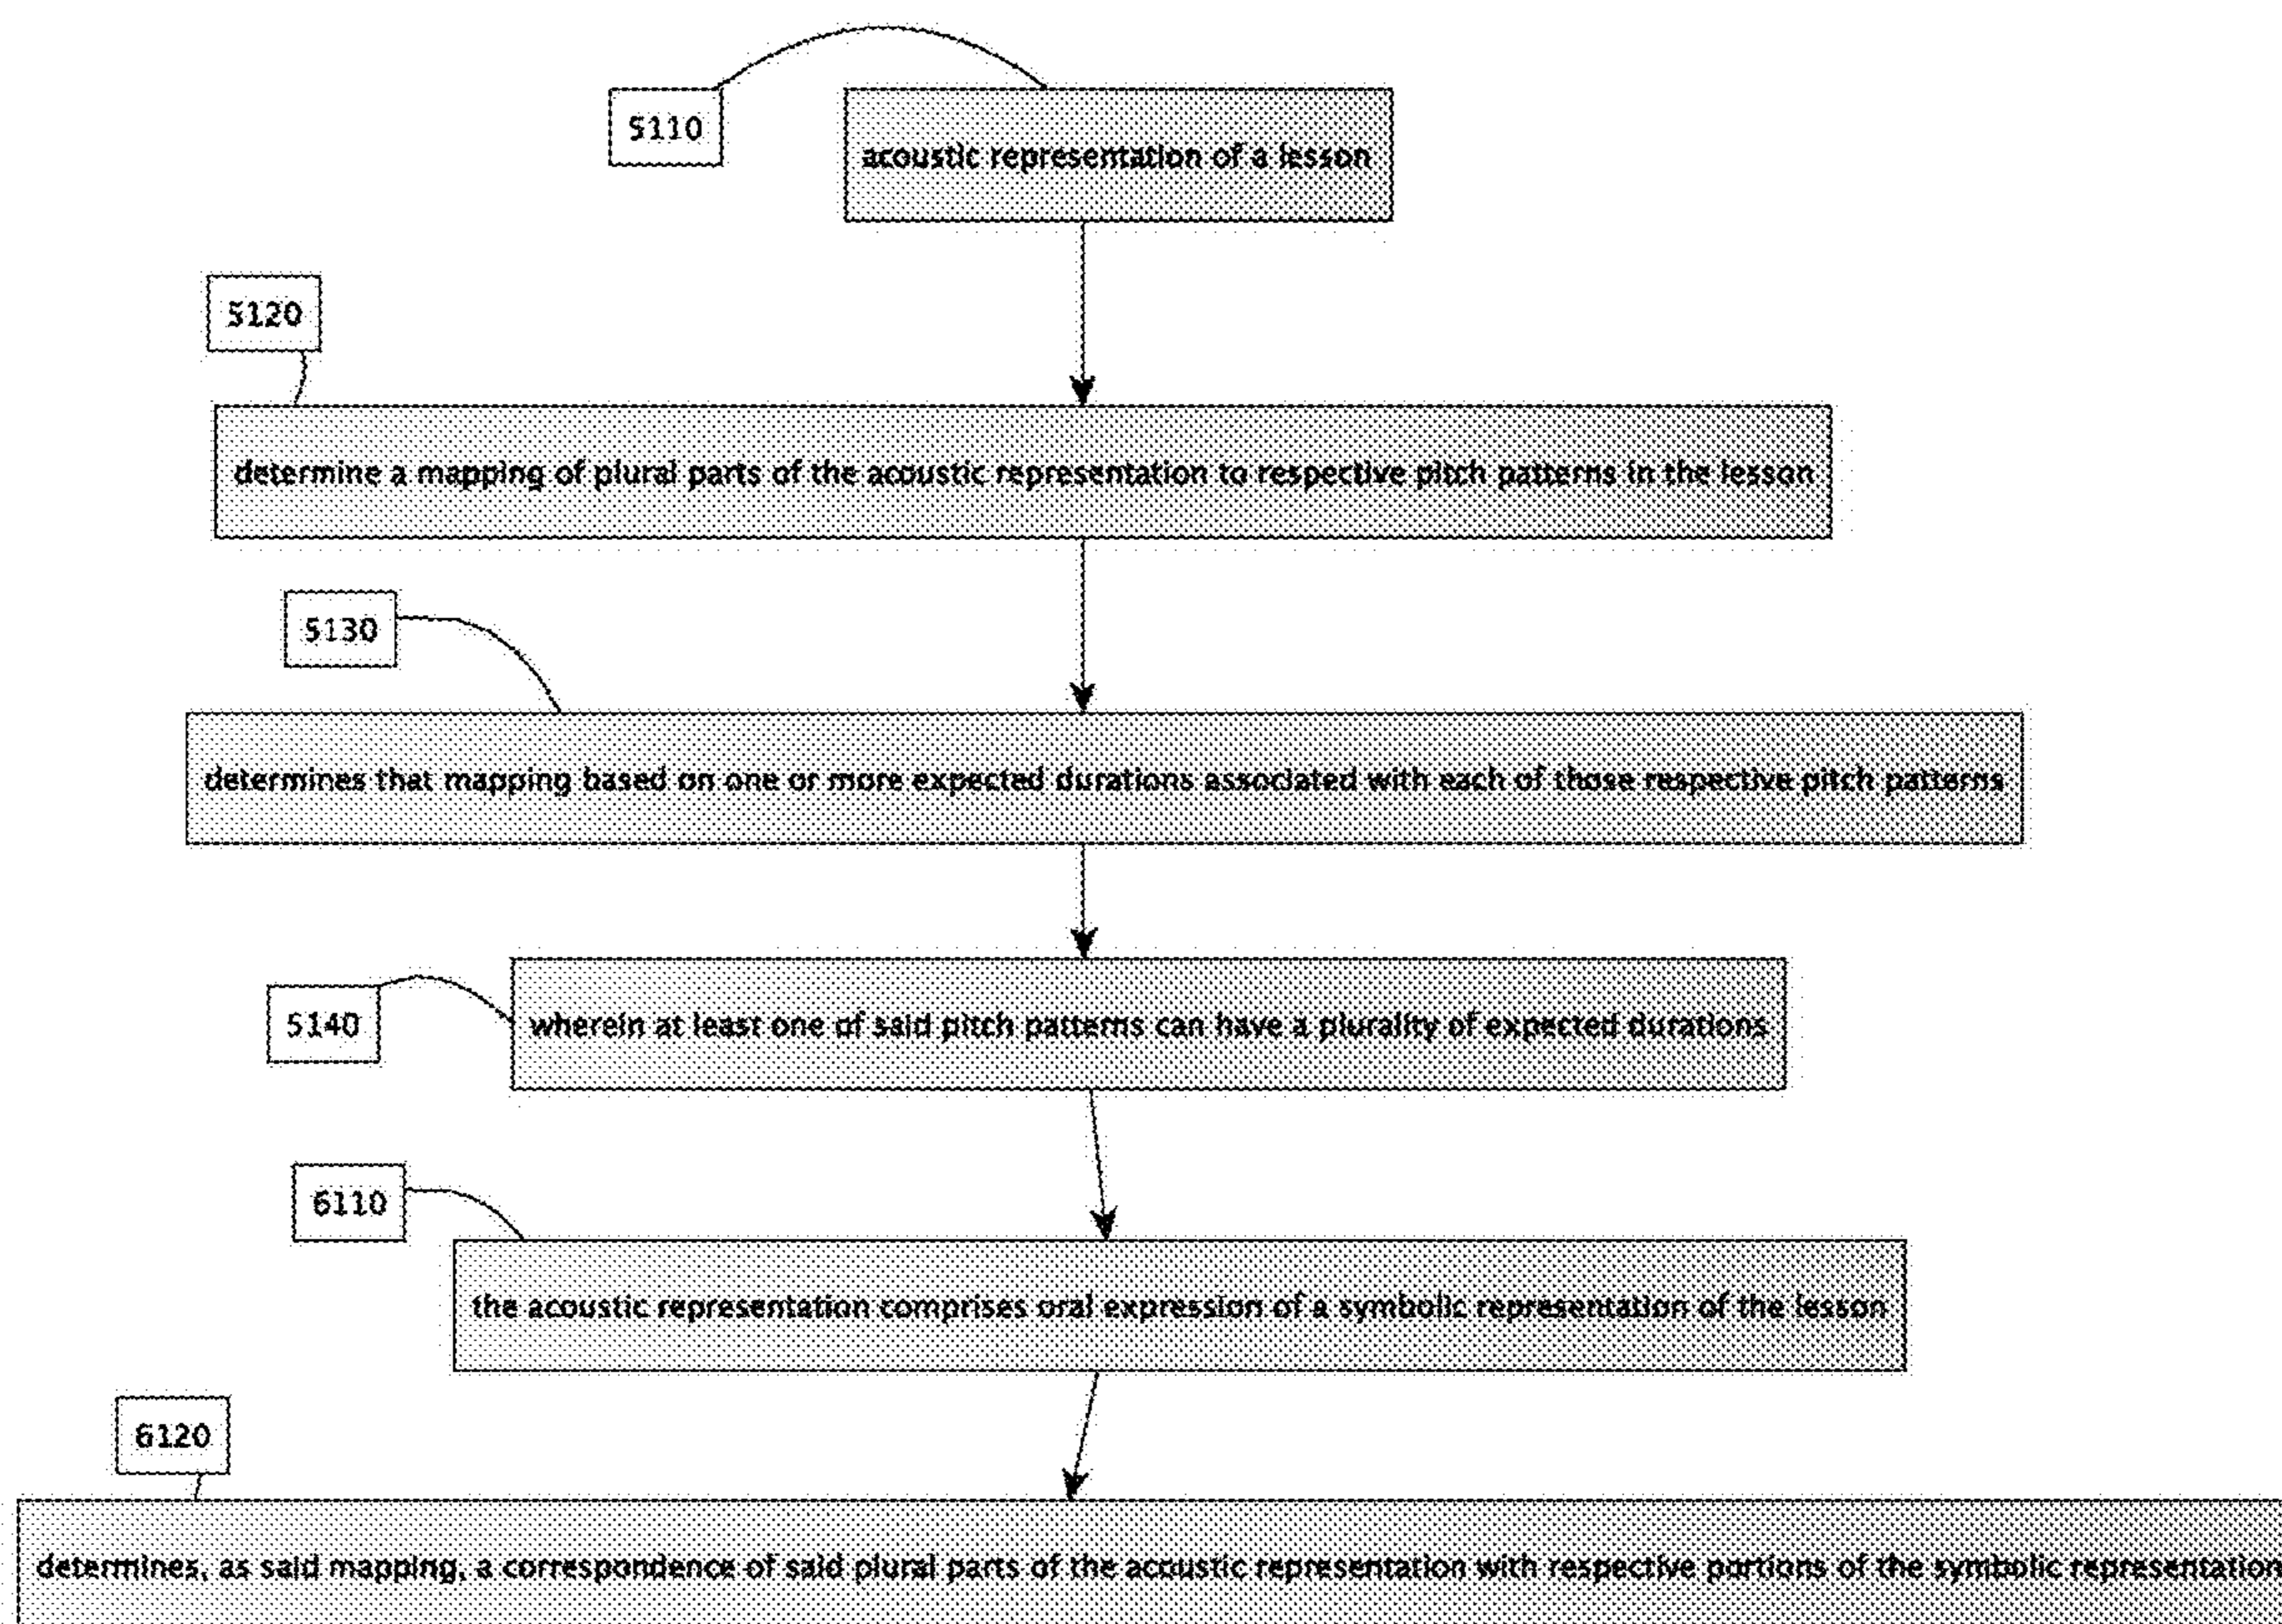 5110
acoustic representation of a lesson
5120
determine a mapping of plural parts of the acoustic representation to respective pitch patterns in the lesson
5130
determines that mapping based on one or more expected durations associated with each of those respective pitch patterns
5140
wherein at least one of said pitch patterns can have a plurality of expected durations
6110
the acoustic representation comprises oral expression of a symbolic representation of the lesson
6120
determines, as said mapping, a correspondence of said plural parts of the acoustic representation with respective portions of the symbolic representation